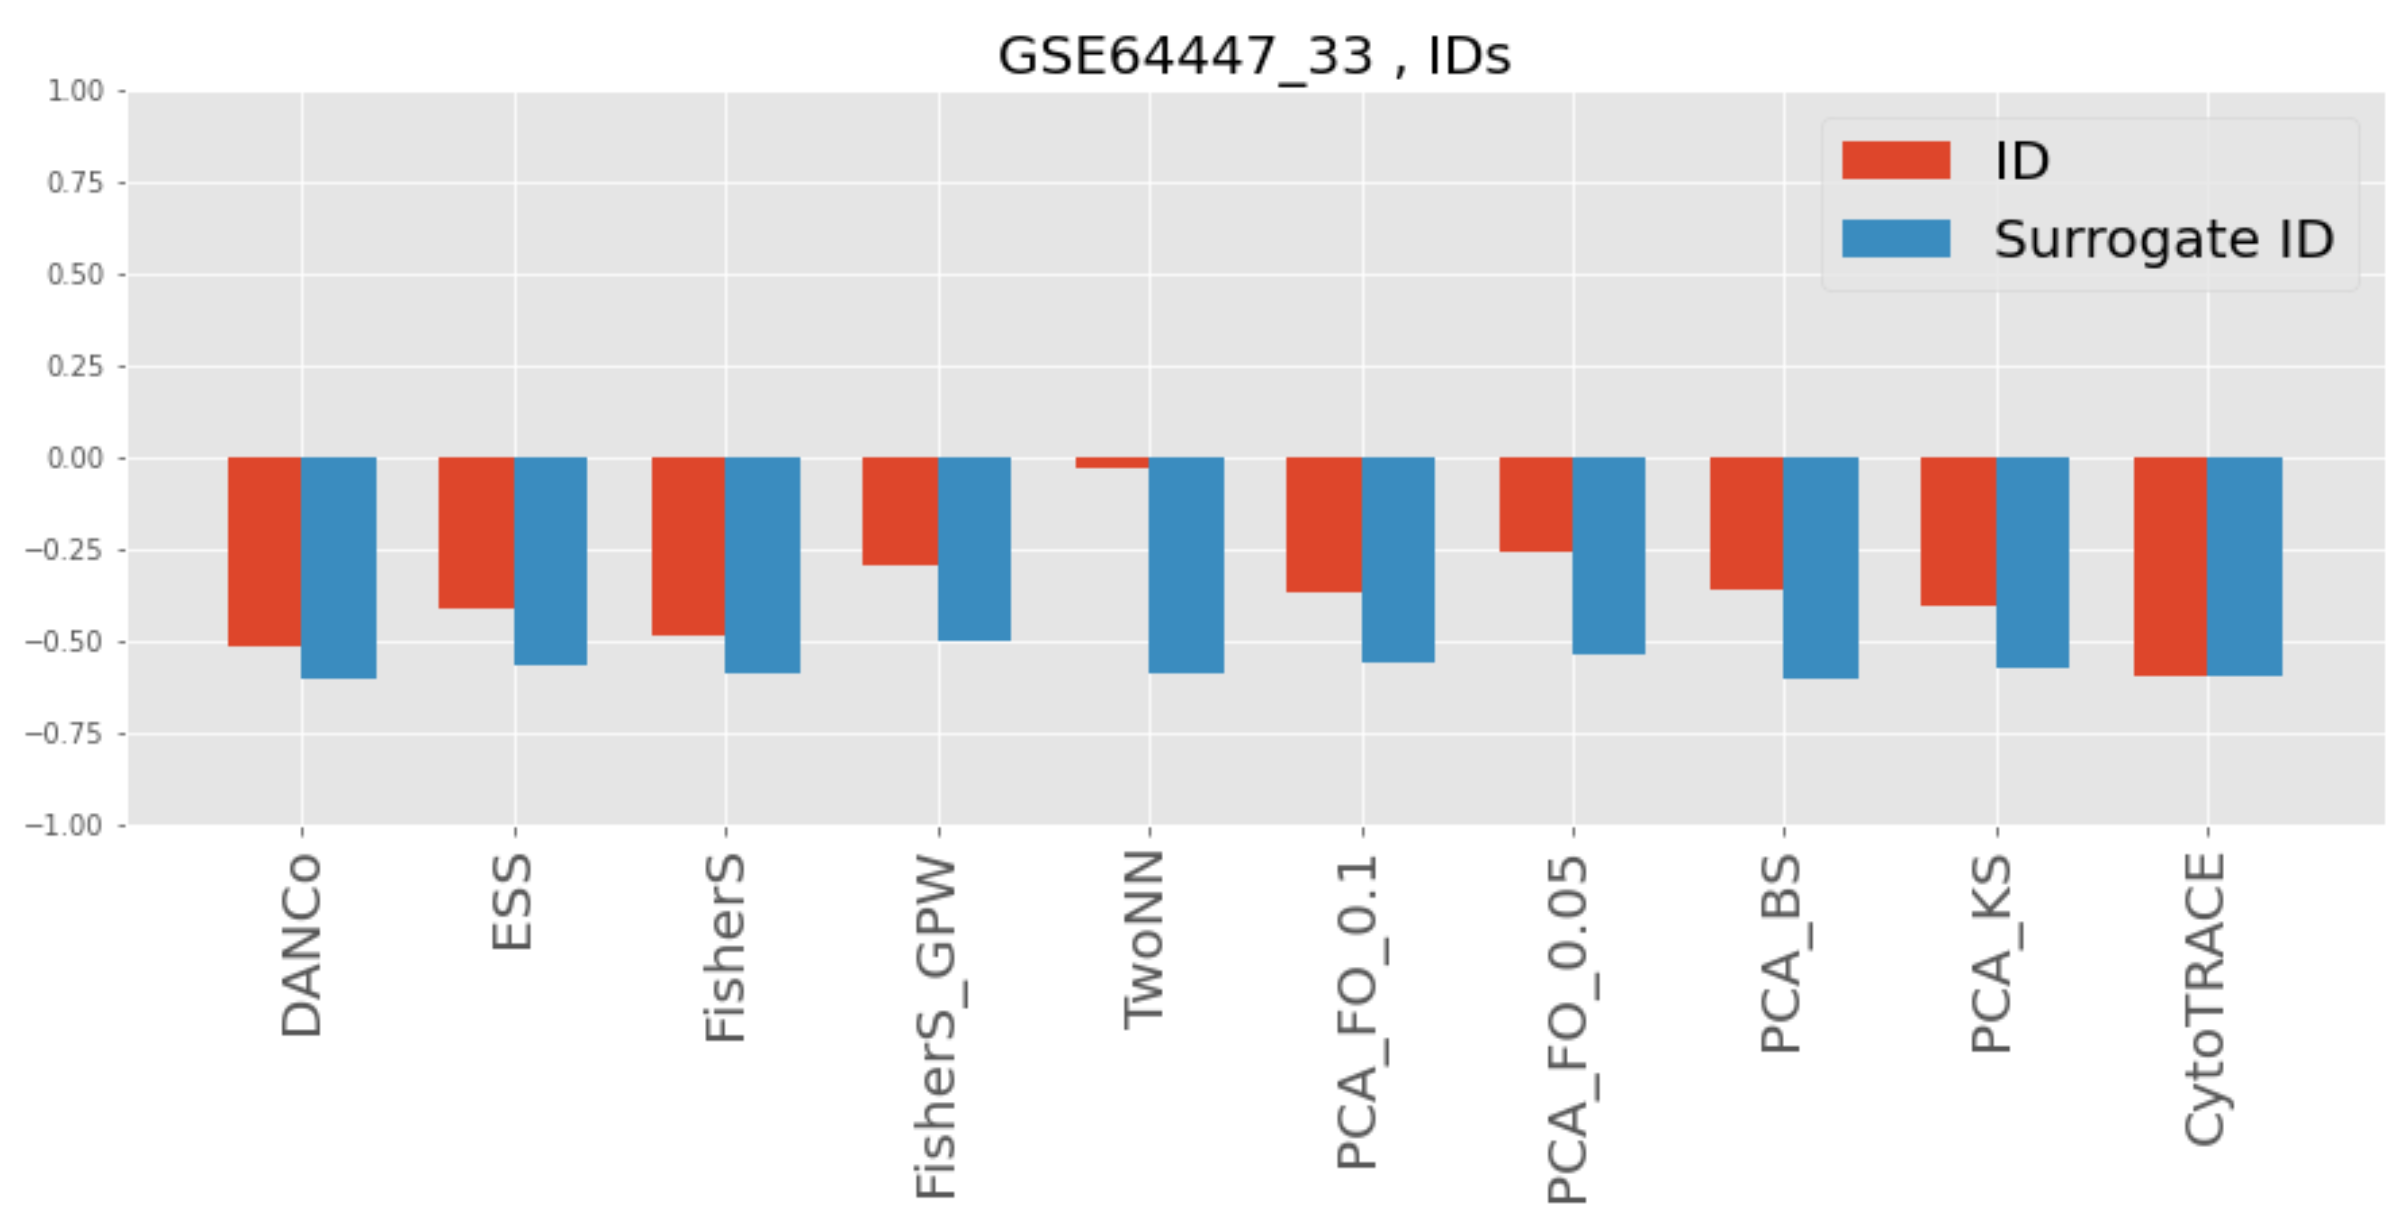 GSE64447_33 , IDs
1.00
0.75
0.50
0.25
0.00
−0.25
−0.50
−0.75
−1.00
ID
Surrogate ID
DANCo
ESS
FisherS
FisherS_GPW
TwoNN
PCA_FO_0.1
PCA_FO_0.05
PCA_BS
PCA_KS
CytoTRACE